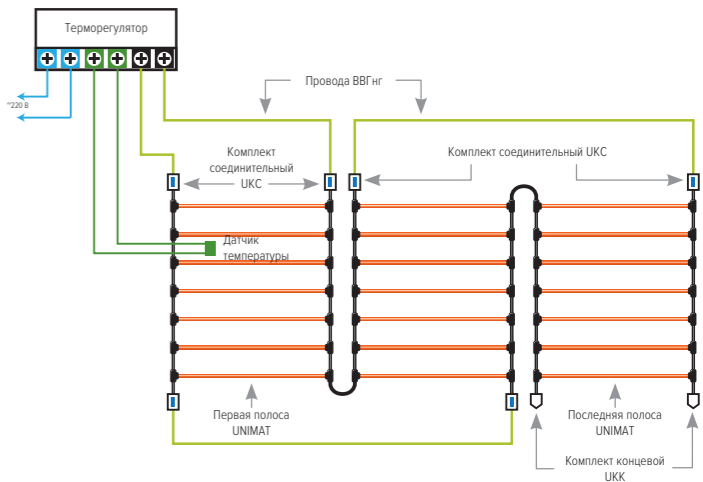 Терморегулятор
~220 В
Провода ВВГнг
Комплект
соединительный
UKC
Комплект соединительный UKC
Датчик
температуры
Первая полоса
UNIMAT
Последняя полоса
UNIMAT
Комплект концевой
UKK